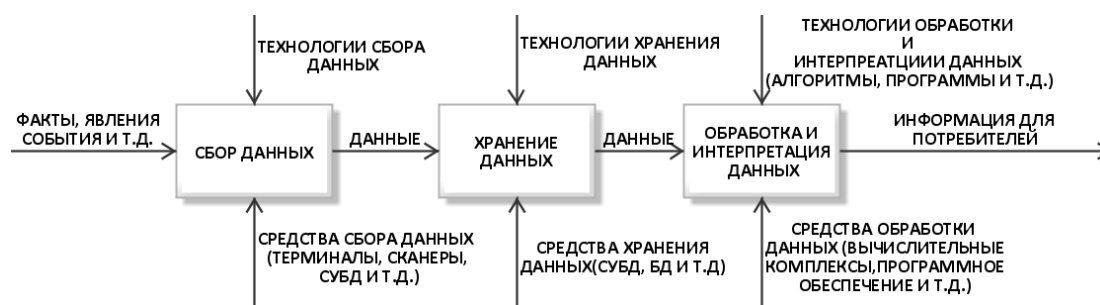 ТЕХНОЛОГИИ СБОРА
ДАННЫХ
ТЕХНОЛОГИИ ХРАНЕНИЯ
ДАННЫХ
ТЕХНОЛОГИИ ОБРАБОТКИ
И
ИНТЕРПРЕАТЦИИИ ДАННЫХ
(АЛГОРИТМЫ, ПРОГРАММЫ И Т.Д.)
ФАКТЫ, ЯВЛЕНИЯ
СОБЫТИЯ И Т.Д.
СБОР ДАННЫХ
ДАННЫЕ
ХРАНЕНИЕ
ДАННЫХ
ДАННЫЕ
ОБРАБОТКА И
ИНТЕРПРЕТАЦИЯ
ДАННЫХ
ИНФОРМАЦИЯ ДЛЯ
ПОТРЕБИТЕЛЕЙ
СРЕДСТВА СБОРА ДАННЫХ
(ТЕРМИНАЛЫ, СКАНЕРЫ,
СУБД И Т.Д.)
СРЕДСТВА ХРАНЕНИЯ
ДАННЫХ(СУБД, БД И Т.Д)
СРЕДСТВА ОБРАБОТКИ
ДАННЫХ (ВЫЧИСЛИТЕЛЬНЫЕ
КОМПЛЕКСЫ,ПРОГРАММНОЕ
ОБЕСПЕЧЕНИЕ И Т.Д.)